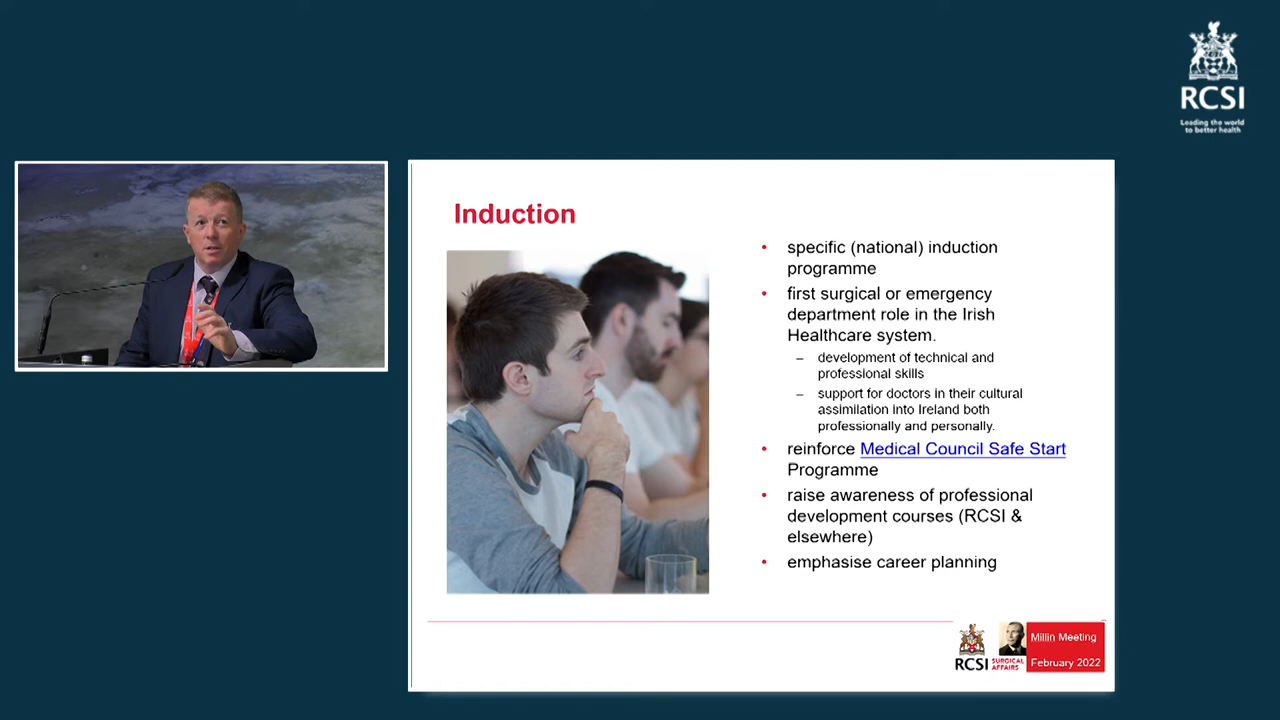 RCSI
Leading the world
to better health
Induction
• specific (national) induction
programme
• first surgical or emergency
department role in the Irish
Healthcare system.
– development of technical and
professional skills
– support for doctors in their cultural
assimilation into Ireland both
professionally and personally.
• reinforce Medical Council Safe Start
Programme
• raise awareness of professional
development courses (RCSI &
elsewhere)
• emphasise career planning
RCSI SURGICAL
AFFAIRS
Millin Meeting
February 2022